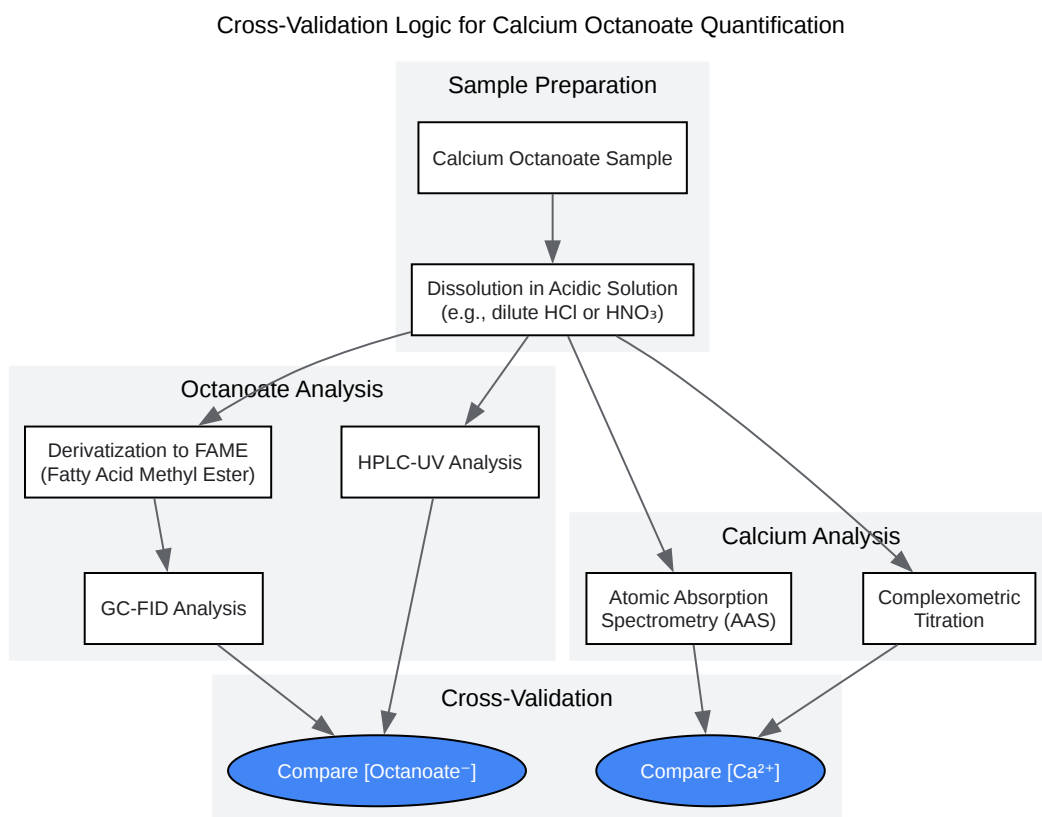 Cross-Validation Logic for Calcium Octanoate Quantification
Sample Preparation
Calcium Octanoate Sample
Dissolution in Acidic Solution
(e.g., dilute HCl or HNO₃)
Octanoate Analysis
Derivatization to FAME
(Fatty Acid Methyl Ester)
HPLC-UV Analysis
GC-FID Analysis
Calcium Analysis
Atomic Absorption
Spectrometry (AAS)
Complexometric
Titration
Cross-Validation
Compare [Octanoate⁻]
Compare [Ca²⁺]